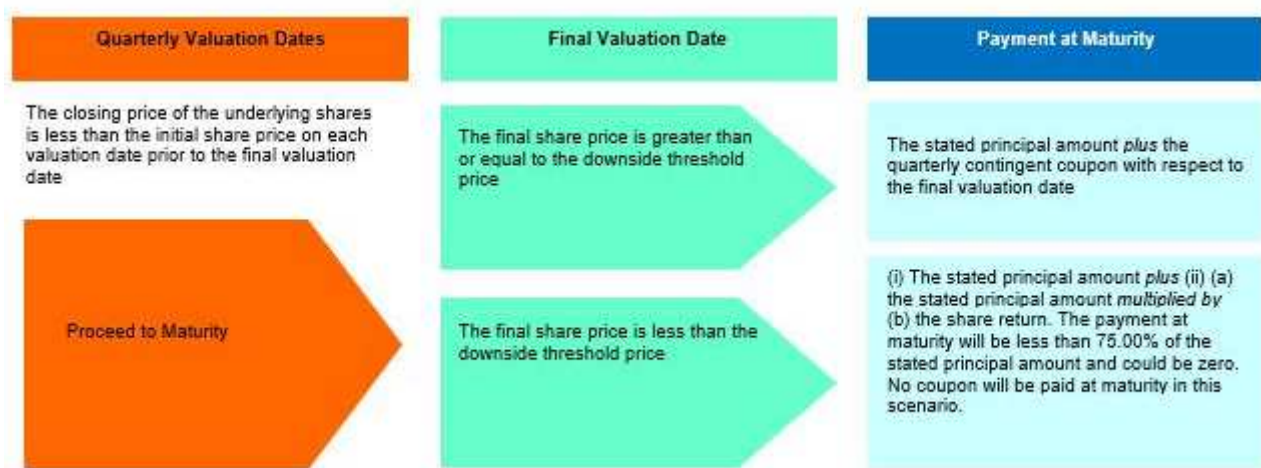 Quarterly Valuation Dates
Final Valuation Date
Payment at Maturity
The closing price of the underlying shares
is less than the initial share price on each
valuation date prior to the final valuation
date
Proceed to Maturity
The final share price is greater than
or equal to the downside threshold
price
The final share price is less than the
downside threshold price
The stated principal amount plus the
quarterly contingent coupon with respect to
the final valuation date
(i) The stated principal amount plus (ii) (a)
the stated principal amount multiplied by
(b) the share return. The payment at
maturity will be less than 75.00% of the
stated principal amount and could be zero.
No coupon will be paid at maturity in this
scenario.